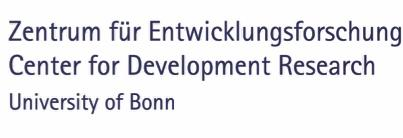 Zentrum für Entwicklungsforschung
Center for Development Research
University of Bonn